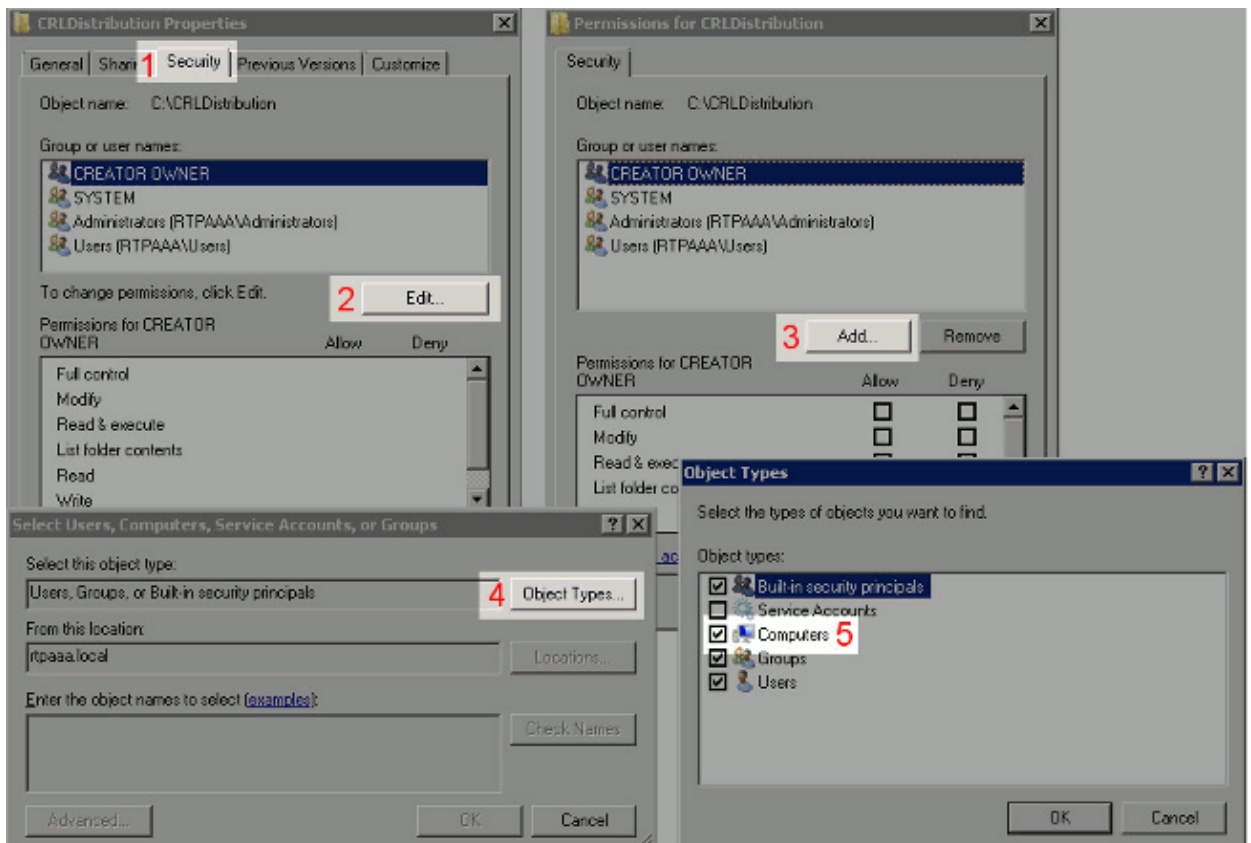 CRLDistribution Properties
General
Shari
1
Security
Previous Versions
Customize
Object name: C:\CRLDistribution
Group or user names:
CREATOR OWNER
SYSTEM
Administrators (RTPAAA\Administrators)
Users (RTPAAA\Users)
To change permissions, click Edit.
2
Edit...
Permissions for CREATOR
OWNER
Allow Deny
Full control
Modify
Read & execute
List folder contents
Read
Write
Permissions for CRLDistribution
Security
Object name: C:\CRLDistribution
Group or user names:
CREATOR OWNER
SYSTEM
Administrators (RTPAAA\Administrators)
Users (RTPAAA\Users)
3
Add...
Remove
Permissions for CREATOR
OWNER
Allow Deny
Full control
Modify
Read & exec
List folder co
ac
Select Users, Computers, Service Accounts, or Groups
Select this object type:
Users, Groups, or Built-in security principals
4
Object Types...
From this location:
rtpaaa.local
Locations...
Enter the object names to select (examples):
Check Names
Advanced...
OK
Cancel
Object Types
Select the types of objects you want to find.
Object types:
Built-in security principals
Service Accounts
Computers 5
Groups
Users
OK
Cancel